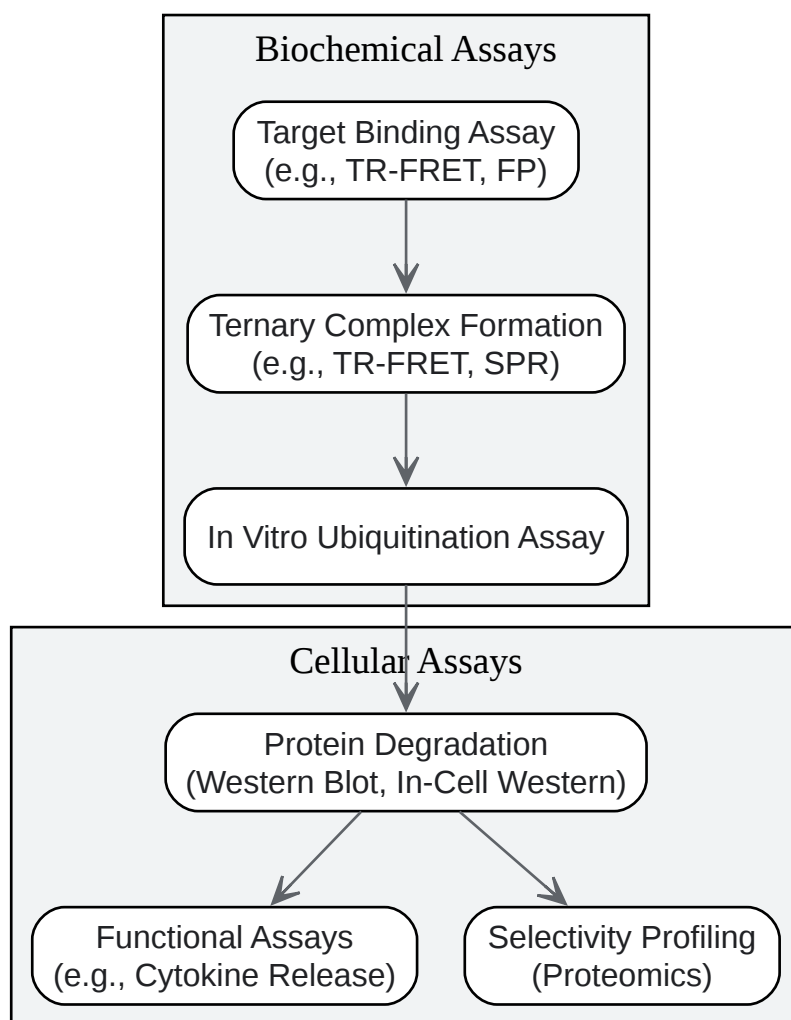 Biochemical Assays
Target Binding Assay
(e.g., TR-FRET, FP)
Ternary Complex Formation
(e.g., TR-FRET, SPR)
In Vitro Ubiquitination Assay
Cellular Assays
Protein Degradation
(Western Blot, In-Cell Western)
Functional Assays
(e.g., Cytokine Release)
Selectivity Profiling
(Proteomics)